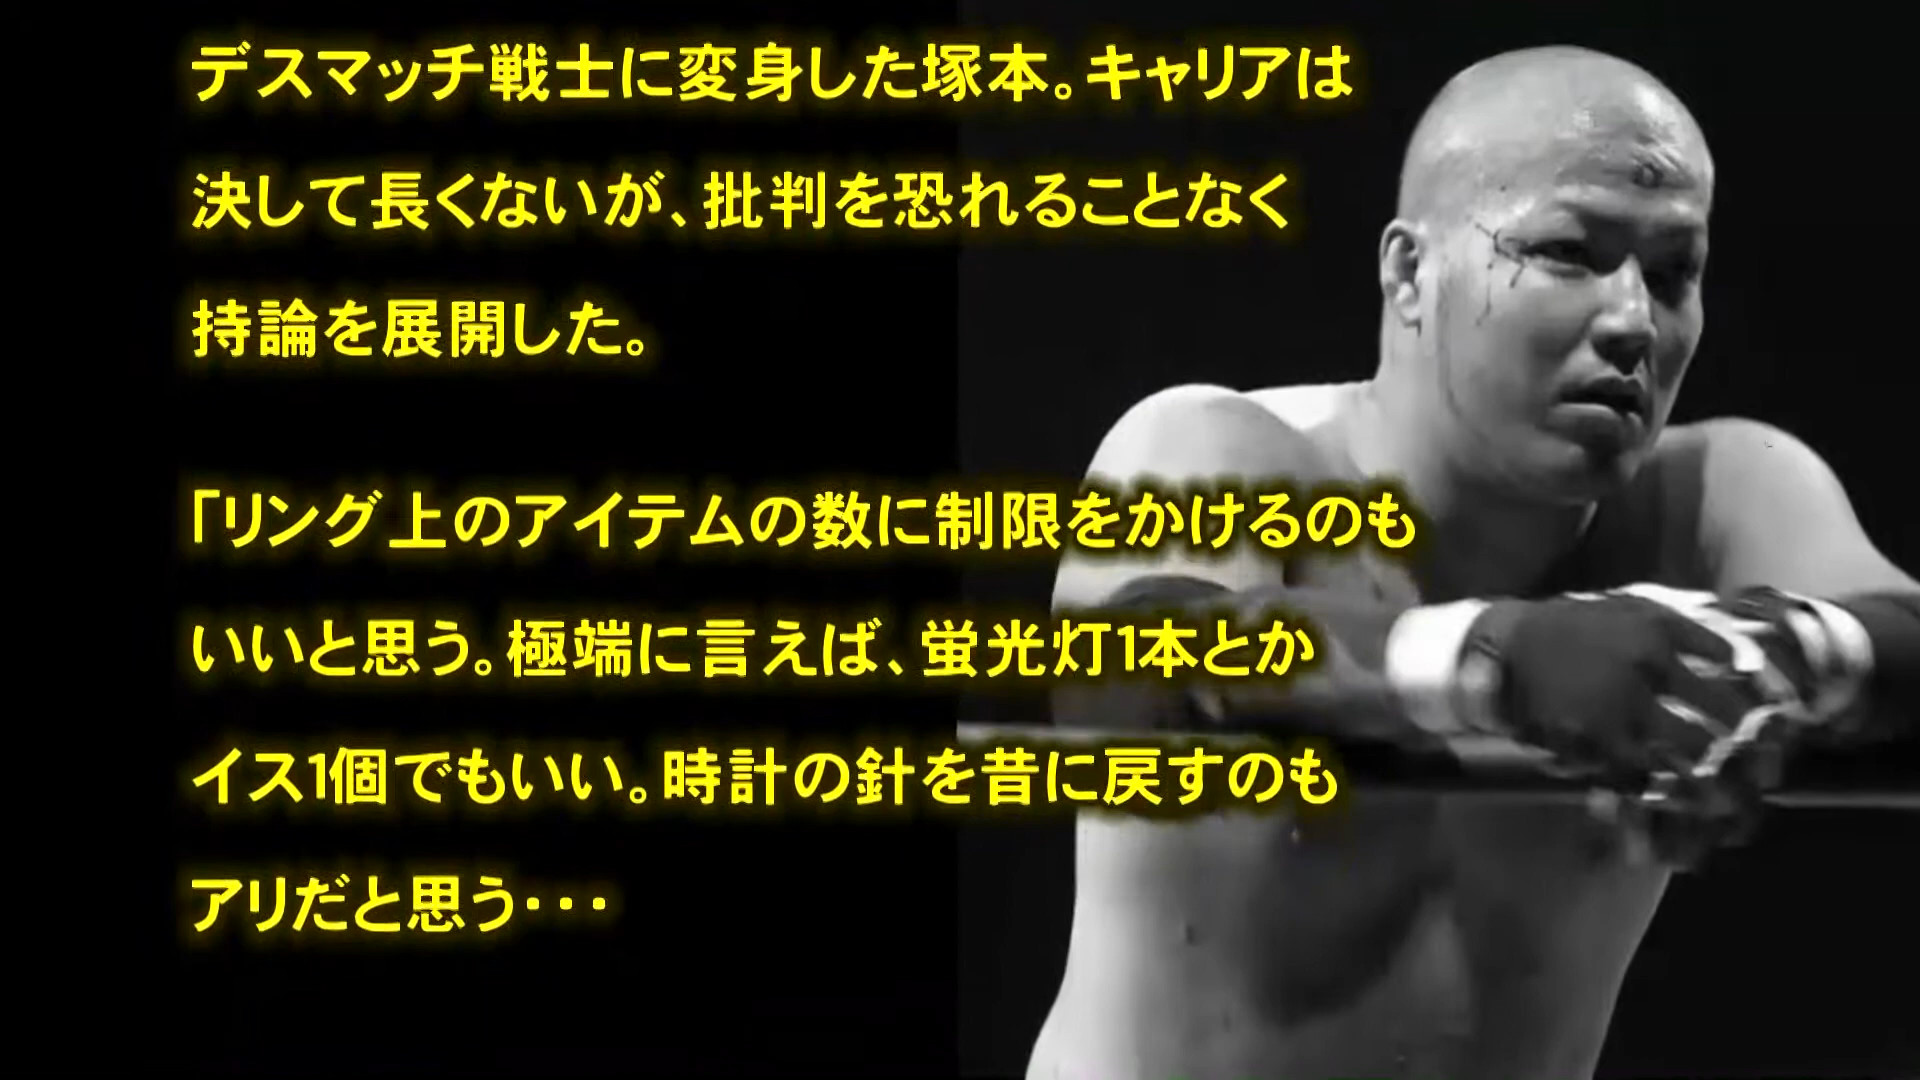 デスマッチ戦士に変身した塚本。キャリアは
決して長くないが、批判を恐れることなく
持論を展開した。
「リング上のアイテムの数に制限をかけるのも
いいと思う。極端に言えば、蛍光灯1本とか
イス1個でもいい。時計の針を昔に戻すのも
アリだと思う・・・